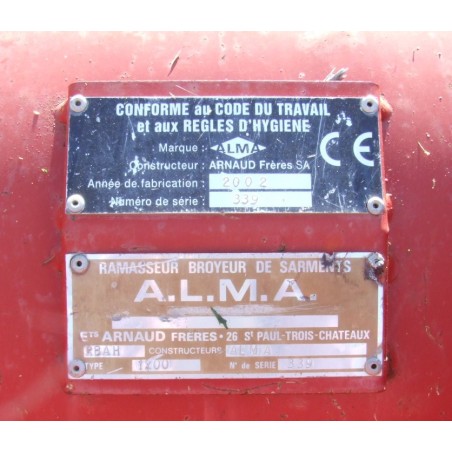 CONFORME au CODE DU TRAVAIL
et aux REGLES D'HYGIENE
Marque : ALMA
Constructeur : ARNAUD Frères SA
Année de fabrication : 2002
Numéro de série : 339
CE
RAMASSEUR BROYEUR DE SARMENTS
A.L.M.A.
ETS ARNAUD FRÈRES • 26 ST PAUL-TROIS-CHATEAUX
CONSTRUCTEURS ALMA
TYPE 1200 N° de SERIE 339